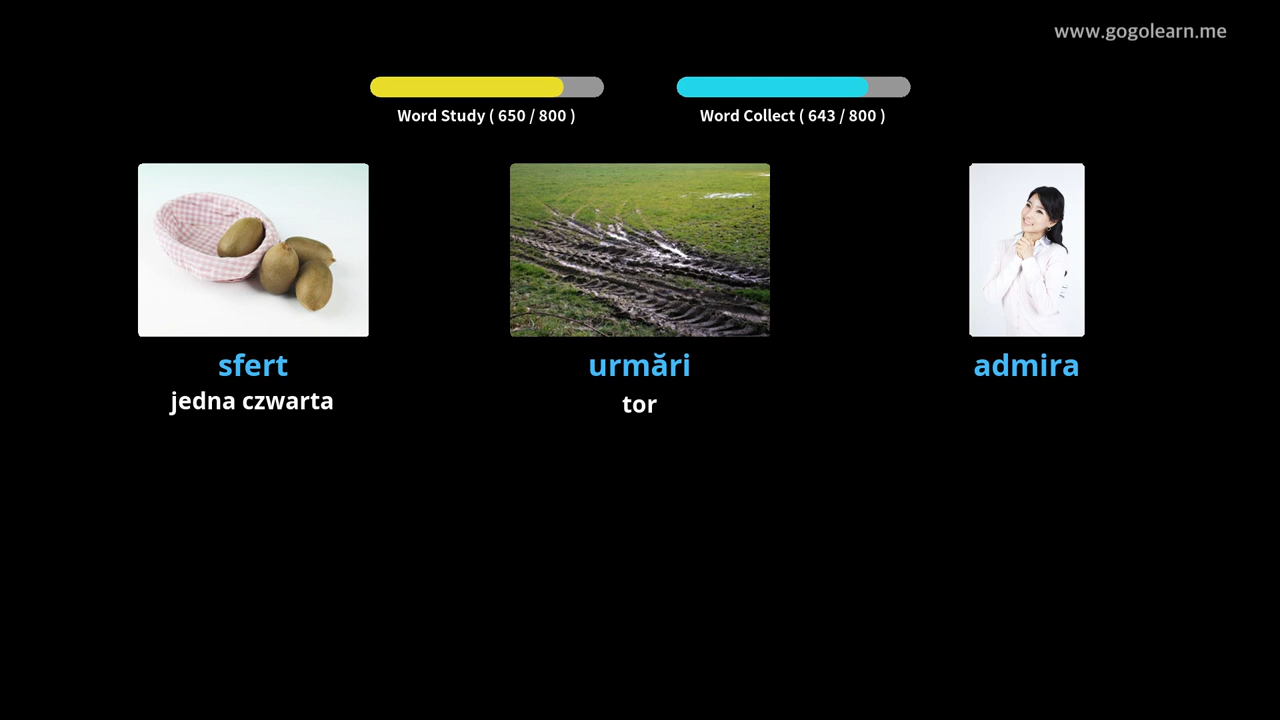 www.gogolearn.me
Word Study ( 650 / 800 )
Word Collect ( 643 / 800 )
sfert
jedna czwarta
urmări
tor
admira